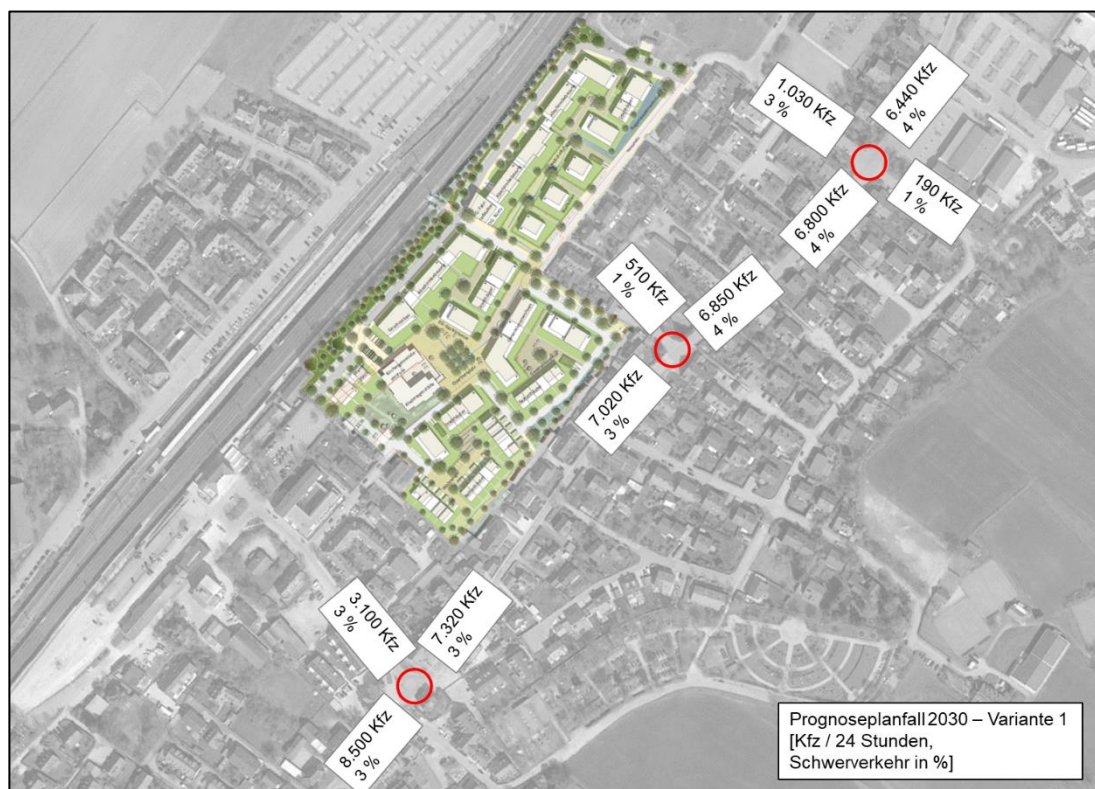 1.030 Kfz
3 %
6.440 Kfz
4 %
190 Kfz
1 %
6.800 Kfz
4 %
510 Kfz
1 %
6.850 Kfz
4 %
7.020 Kfz
3 %
3.100 Kfz
3 %
7.320 Kfz
3 %
8.500 Kfz
3 %
Prognoseplanfall 2030 – Variante 1
[Kfz / 24 Stunden,
Schwerverkehr in %]